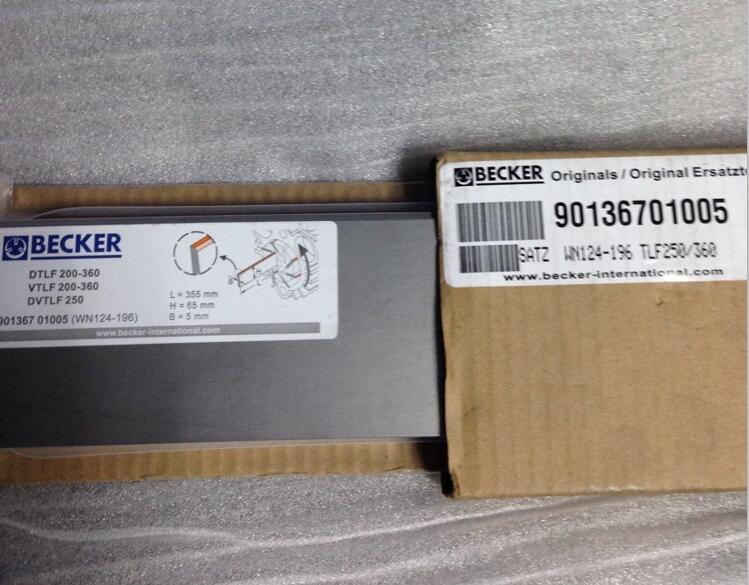 BECKER
DTLF 200-360
VTLF 200-360
DVTLF 250
901367 01005 (WN124-196)
L = 355 mm
H = 65 mm
B = 5 mm
B
H
L
www.becker-international.com
BECKER Originals / Original Ersatzte
90136701005
SATZ WN124-196 TLF250/360
www.becker-international.com